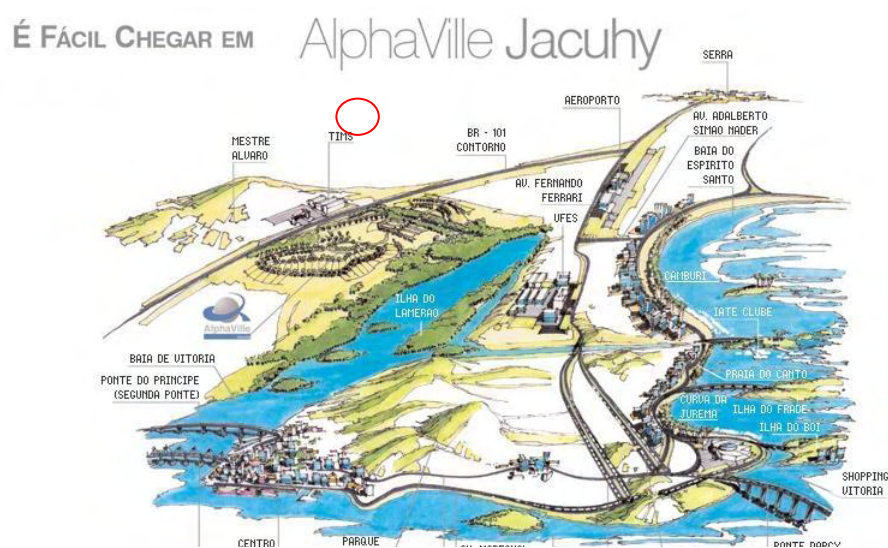 É FÁCIL CHEGAR EM
AlphaVille Jacuhy
SERRA
AEROPORTO
AV. ADALBERTO
SIMAO NADER
TIMS
BR - 101
CONTORNO
MESTRE
ALVARO
BAIA DO
ESPIRITO
SANTO
AV. FERNANDO
FERRARI
UFES
CAMBURI
ILHA DO
LAMERAO
IATE CLUBE
AlphaVille
BAIA DE VITORIA
PRAIA DO CANTO
PONTE DO PRINCIPE
(SEGUNDA PONTE)
CURVA DA
JUREMA
ILHA DO FRADE
ILHA DO BOI
SHOPPING
VITORIA
CENTRO
PARQUE
PONTE DARCY